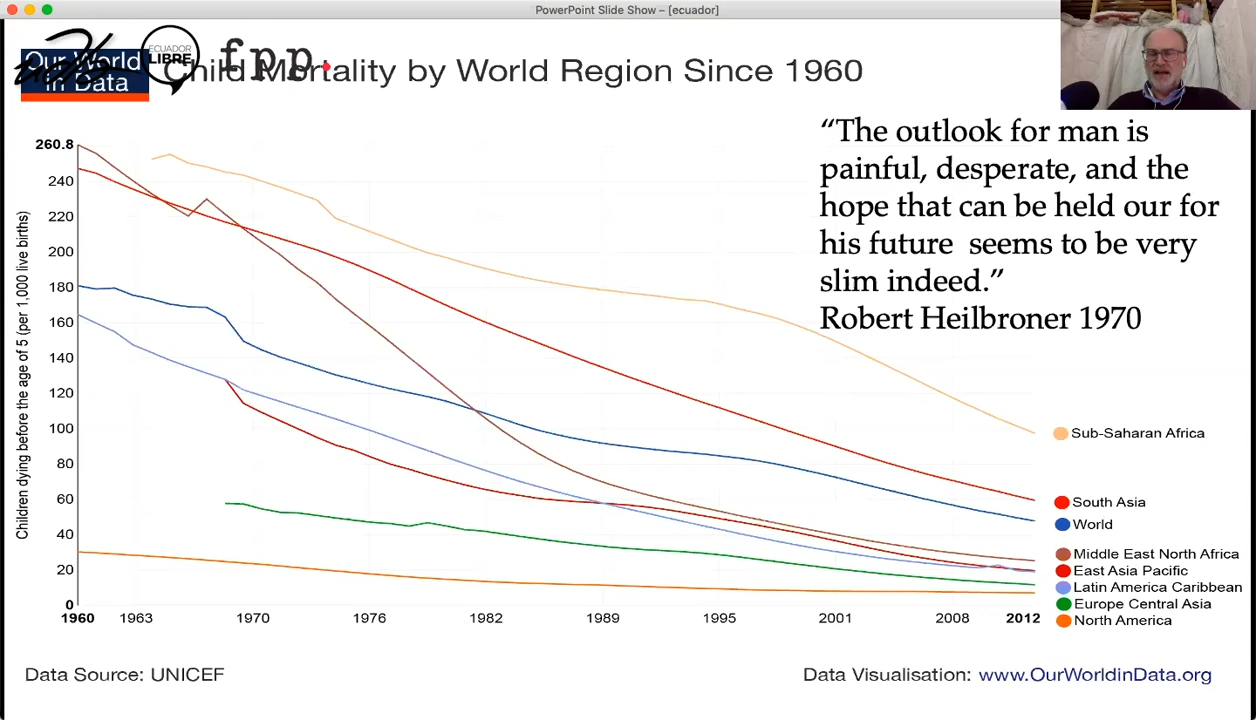 PowerPoint Slide Show – [ecuador]
Our World
in Data
ECUADOR
LIBRE
fpp.
Child Mortality by World Region Since 1960
“The outlook for man is
painful, desperate, and the
hope that can be held our for
his future seems to be very
slim indeed.”
Robert Heilbroner 1970
Children dying before the age of 5 (per 1,000 live births)
260.8
240
220
200
180
160
140
120
100
80
60
40
20
0
1960 1963 1970 1976 1982 1989 1995 2001 2008 2012
Sub-Saharan Africa
South Asia
World
Middle East North Africa
East Asia Pacific
Latin America Caribbean
Europe Central Asia
North America
Data Source: UNICEF
Data Visualisation: www.OurWorldinData.org